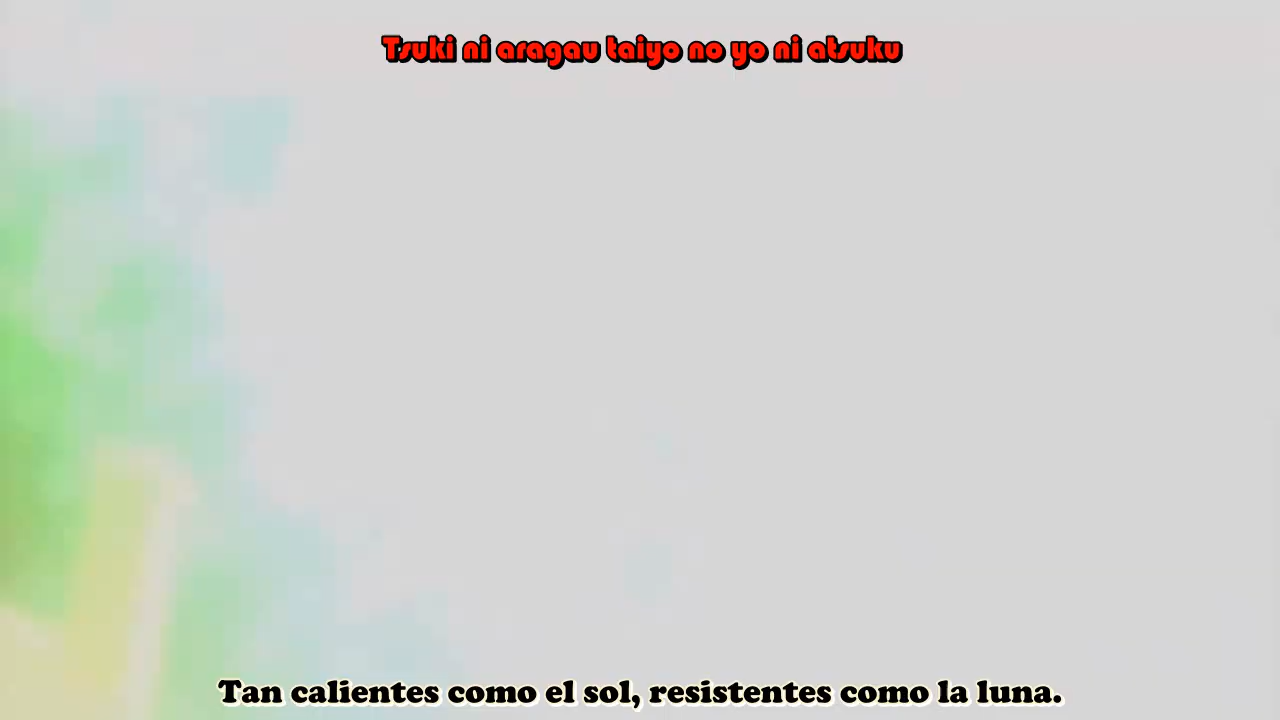 Tsuki ni aragau taiyo no yo ni atsuku
Tan calientes como el sol, resistentes como la luna.